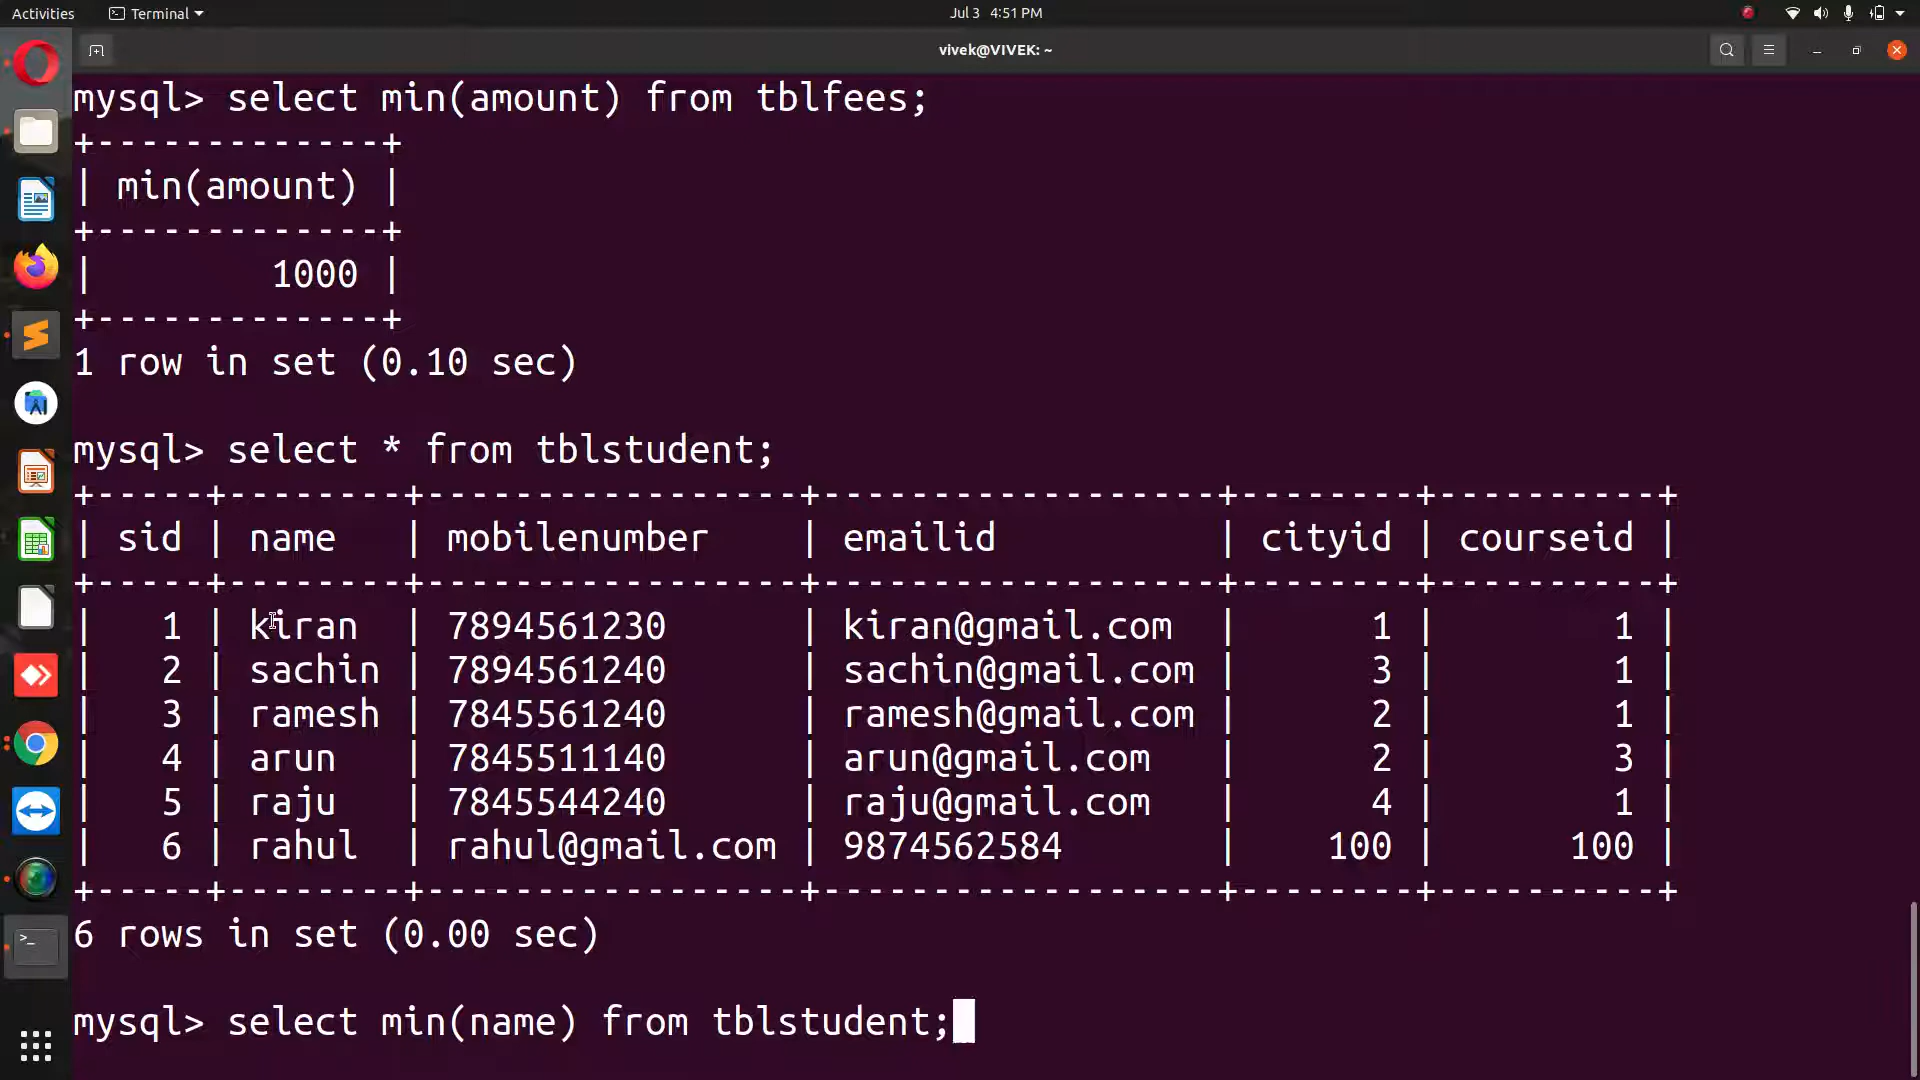 Activities Terminal Jul 3 4:51 PM
vivek@VIVEK: ~
mysql> select min(amount) from tblfees;
+-------------+
| min(amount) |
+-------------+
|        1000 |
+-------------+
1 row in set (0.10 sec)
mysql> select * from tblstudent;
+-----+--------+-----------------+------------------+--------+----------+
| sid | name   | mobilenumber    | emailid          | cityid | courseid |
+-----+--------+-----------------+------------------+--------+----------+
|   1 | kiran  | 7894561230      | kiran@gmail.com  |      1 |        1 |
|   2 | sachin | 7894561240      | sachin@gmail.com |      3 |        1 |
|   3 | ramesh | 7845561240      | ramesh@gmail.com |      2 |        1 |
|   4 | arun   | 7845511140      | arun@gmail.com   |      2 |        3 |
|   5 | raju   | 7845544240      | raju@gmail.com   |      4 |        1 |
|   6 | rahul  | rahul@gmail.com | 9874562584       |    100 |      100 |
+-----+--------+-----------------+------------------+--------+----------+
6 rows in set (0.00 sec)
mysql> select min(name) from tblstudent;